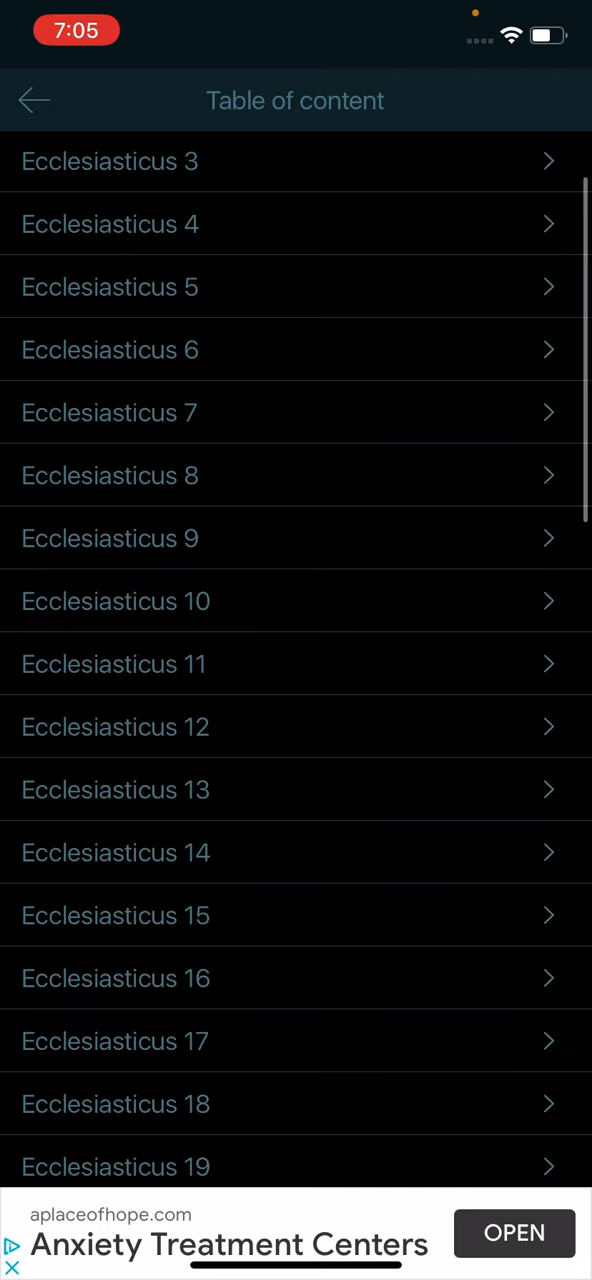 7:05
Table of content
Ecclesiasticus 3
Ecclesiasticus 4
Ecclesiasticus 5
Ecclesiasticus 6
Ecclesiasticus 7
Ecclesiasticus 8
Ecclesiasticus 9
Ecclesiasticus 10
Ecclesiasticus 11
Ecclesiasticus 12
Ecclesiasticus 13
Ecclesiasticus 14
Ecclesiasticus 15
Ecclesiasticus 16
Ecclesiasticus 17
Ecclesiasticus 18
Ecclesiasticus 19
aplaceofhope.com
Anxiety Treatment Centers
OPEN